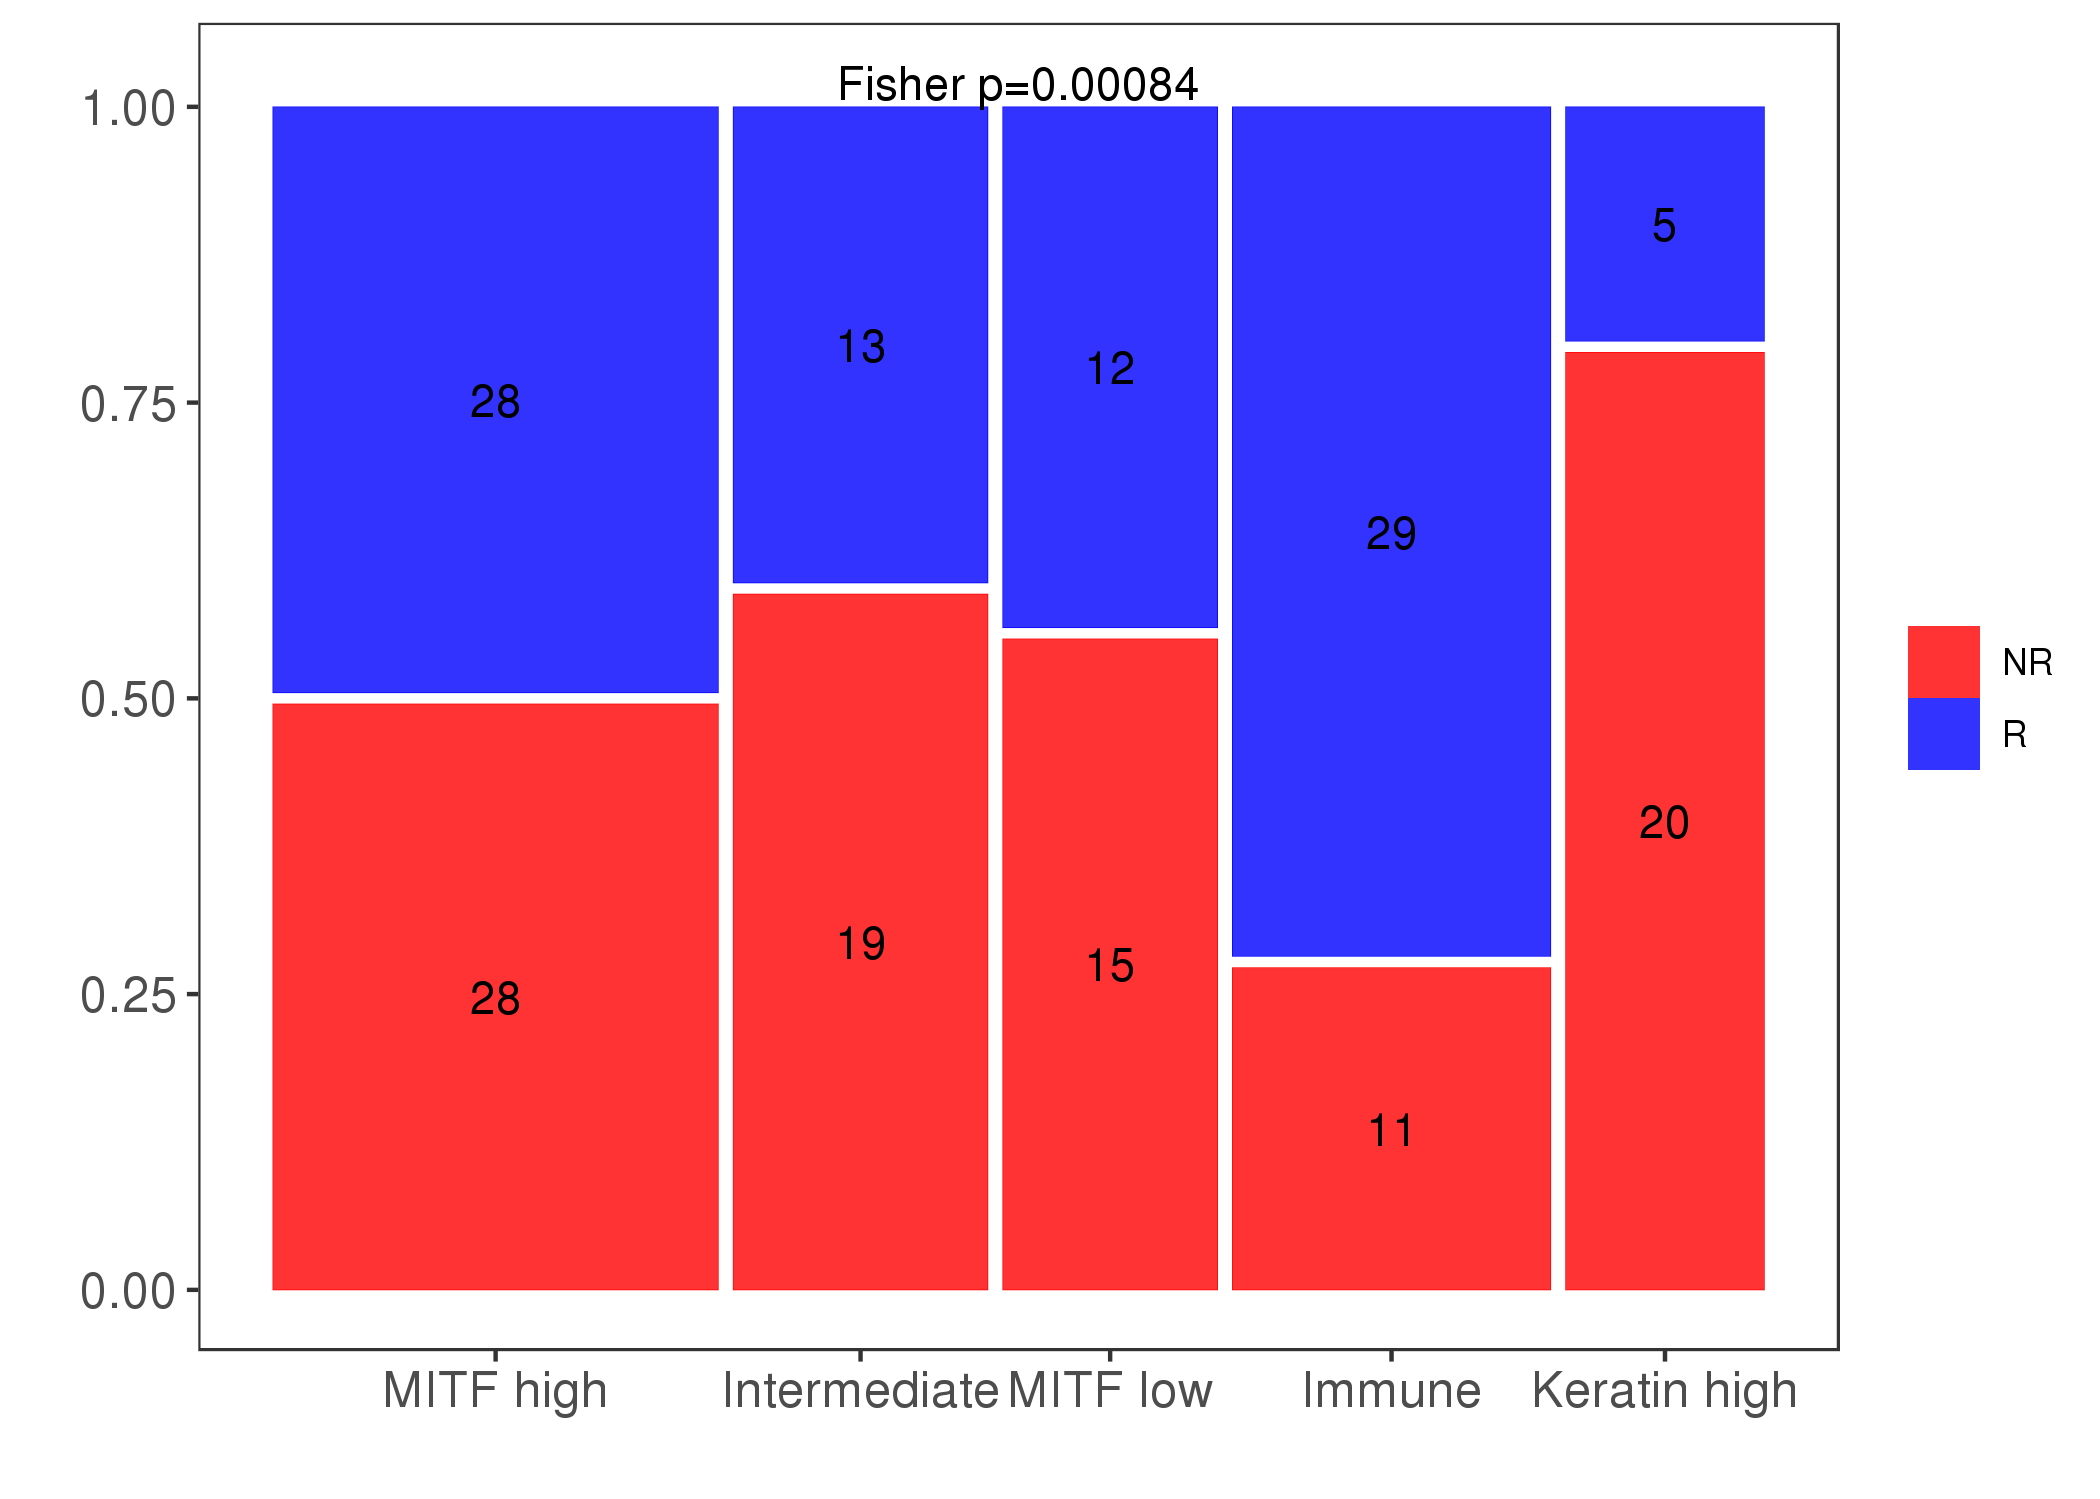 Fisher p=0.00084
1.00
0.75
0.50
0.25
0.00
28
13
12
29
5
28
19
15
11
20
MITF high
Intermediate
MITF low
Immune
Keratin high
NR
R